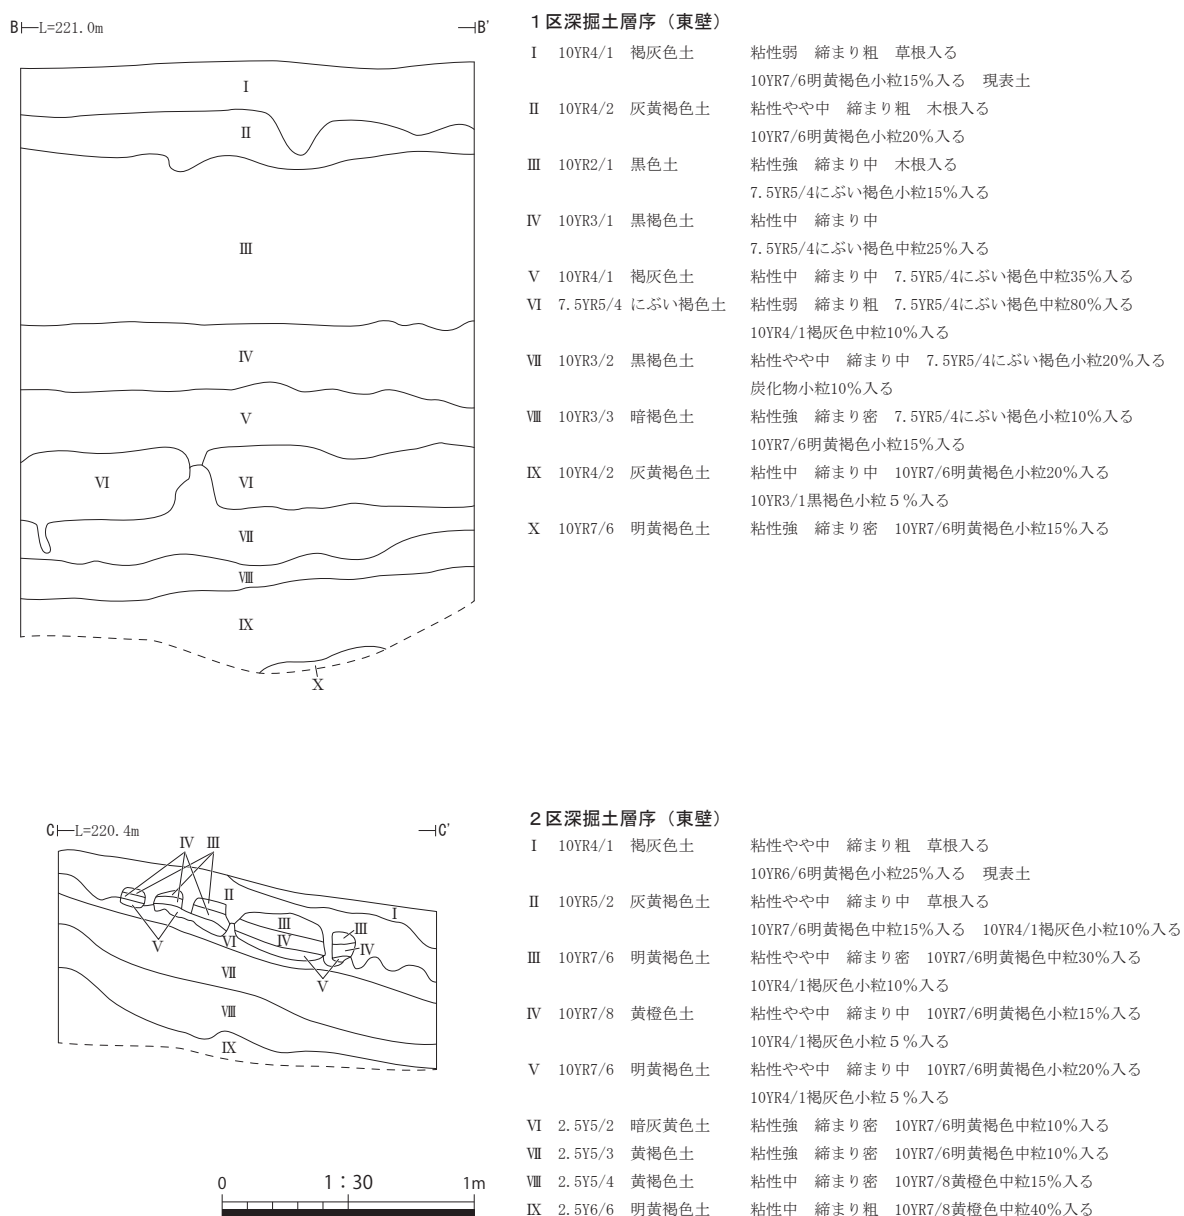 B L=221.0m B'
Ⅰ
Ⅱ
Ⅲ
Ⅳ
Ⅴ
Ⅵ Ⅵ
Ⅶ
Ⅷ
Ⅸ
Ⅹ
1区深掘土層序（東壁）
Ⅰ 10YR4/1 褐灰色土 粘性弱 締まり粗 草根入る
10YR7/6明黄褐色小粒15%入る 現表土
Ⅱ 10YR4/2 灰黄褐色土 粘性やや中 締まり粗 木根入る
10YR7/6明黄褐色小粒20%入る
Ⅲ 10YR2/1 黒色土 粘性強 締まり中 木根入る
7.5YR5/4にぶい褐色小粒15%入る
Ⅳ 10YR3/1 黒褐色土 粘性中 締まり中
7.5YR5/4にぶい褐色中粒25%入る
Ⅴ 10YR4/1 褐灰色土 粘性中 締まり中 7.5YR5/4にぶい褐色中粒35%入る
Ⅵ 7.5YR5/4 にぶい褐色土 粘性弱 締まり粗 7.5YR5/4にぶい褐色中粒80%入る
10YR4/1褐灰色中粒10%入る
Ⅶ 10YR3/2 黒褐色土 粘性やや中 締まり中 7.5YR5/4にぶい褐色小粒20%入る
炭化物小粒10%入る
Ⅷ 10YR3/3 暗褐色土 粘性強 締まり密 7.5YR5/4にぶい褐色小粒10%入る
10YR7/6明黄褐色小粒15%入る
Ⅸ 10YR4/2 灰黄褐色土 粘性中 締まり中 10YR7/6明黄褐色小粒20%入る
10YR3/1黒褐色小粒５%入る
Ⅹ 10YR7/6 明黄褐色土 粘性強 締まり密 10YR7/6明黄褐色小粒15%入る
C L=220.4m C'
Ⅳ Ⅲ
Ⅱ
Ⅰ
Ⅲ Ⅲ
Ⅴ Ⅵ Ⅳ Ⅳ
Ⅶ Ⅴ
Ⅷ
Ⅸ
0 1：30 1m
2区深掘土層序（東壁）
Ⅰ 10YR4/1 褐灰色土 粘性やや中 締まり粗 草根入る
10YR6/6明黄褐色小粒25%入る 現表土
Ⅱ 10YR5/2 灰黄褐色土 粘性やや中 締まり中 草根入る
10YR7/6明黄褐色中粒15%入る 10YR4/1褐灰色小粒10%入る
Ⅲ 10YR7/6 明黄褐色土 粘性やや中 締まり密 10YR7/6明黄褐色中粒30%入る
10YR4/1褐灰色小粒10%入る
Ⅳ 10YR7/8 黄橙色土 粘性やや中 締まり中 10YR7/6明黄褐色小粒15%入る
10YR4/1褐灰色小粒５%入る
Ⅴ 10YR7/6 明黄褐色土 粘性やや中 締まり中 10YR7/6明黄褐色小粒20%入る
10YR4/1褐灰色小粒５%入る
Ⅵ 2.5Y5/2 暗灰黄色土 粘性強 締まり密 10YR7/6明黄褐色中粒10%入る
Ⅶ 2.5Y5/3 黄褐色土 粘性強 締まり密 10YR7/6明黄褐色中粒10%入る
Ⅷ 2.5Y5/4 黄褐色土 粘性中 締まり密 10YR7/8黄橙色中粒15%入る
Ⅸ 2.5Y6/6 明黄褐色土 粘性中 締まり粗 10YR7/8黄橙色中粒40%入る